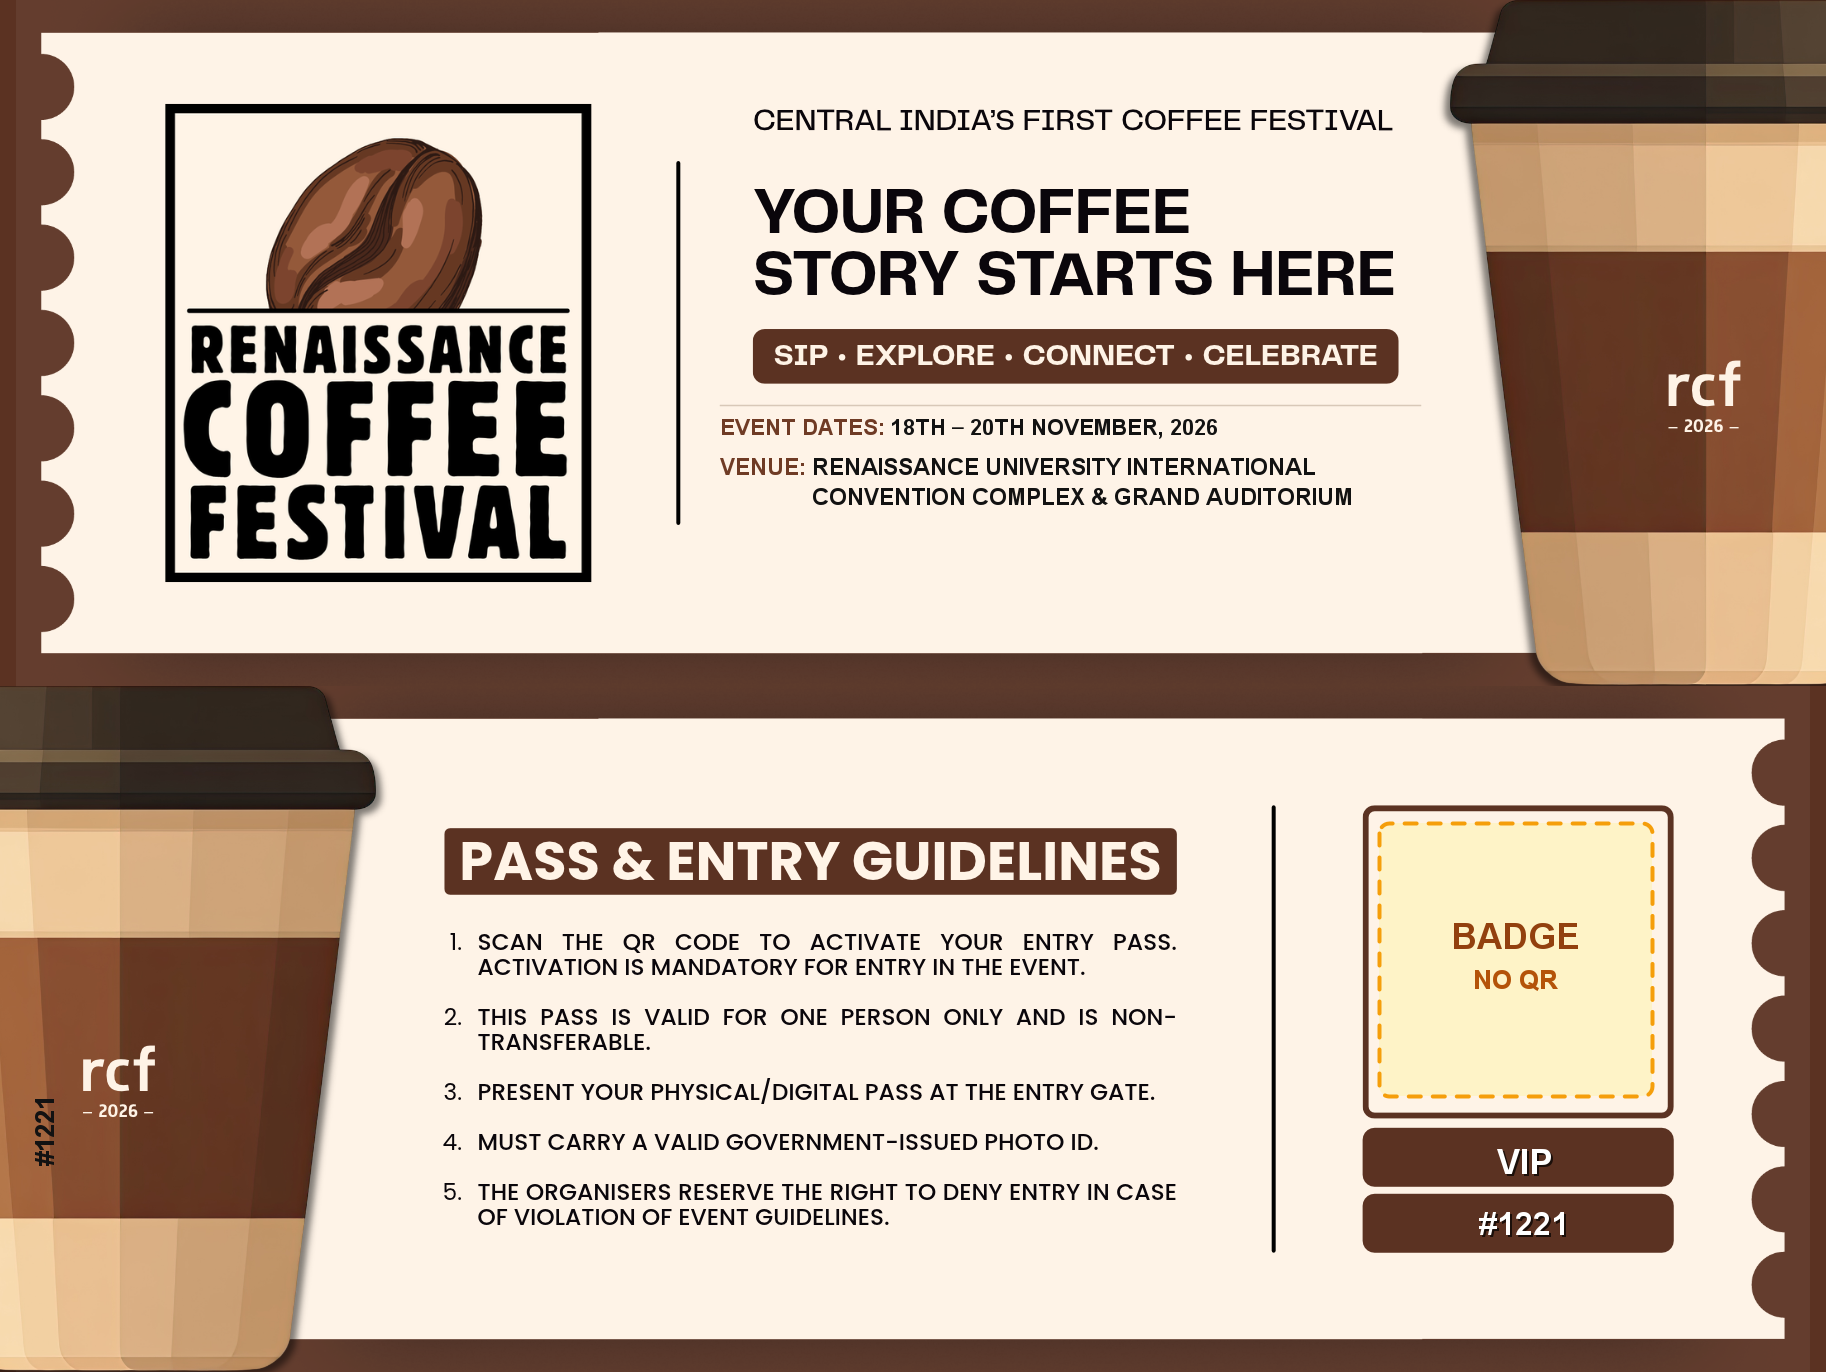 RENAISSANCE
COFFEE
FESTIVAL
CENTRAL INDIA’S FIRST COFFEE FESTIVAL
YOUR COFFEE
STORY STARTS HERE
SIP • EXPLORE • CONNECT • CELEBRATE
EVENT DATES: 18TH – 20TH NOVEMBER, 2026
VENUE: RENAISSANCE UNIVERSITY INTERNATIONAL
CONVENTION COMPLEX & GRAND AUDITORIUM
rcf
– 2026 –
rcf
– 2026 –
#1221
PASS & ENTRY GUIDELINES
1. SCAN THE QR CODE TO ACTIVATE YOUR ENTRY PASS.
ACTIVATION IS MANDATORY FOR ENTRY IN THE EVENT.
2. THIS PASS IS VALID FOR ONE PERSON ONLY AND IS NON-
TRANSFERABLE.
3. PRESENT YOUR PHYSICAL/DIGITAL PASS AT THE ENTRY GATE.
4. MUST CARRY A VALID GOVERNMENT-ISSUED PHOTO ID.
5. THE ORGANISERS RESERVE THE RIGHT TO DENY ENTRY IN CASE
OF VIOLATION OF EVENT GUIDELINES.
BADGE
NO QR
VIP
#1221